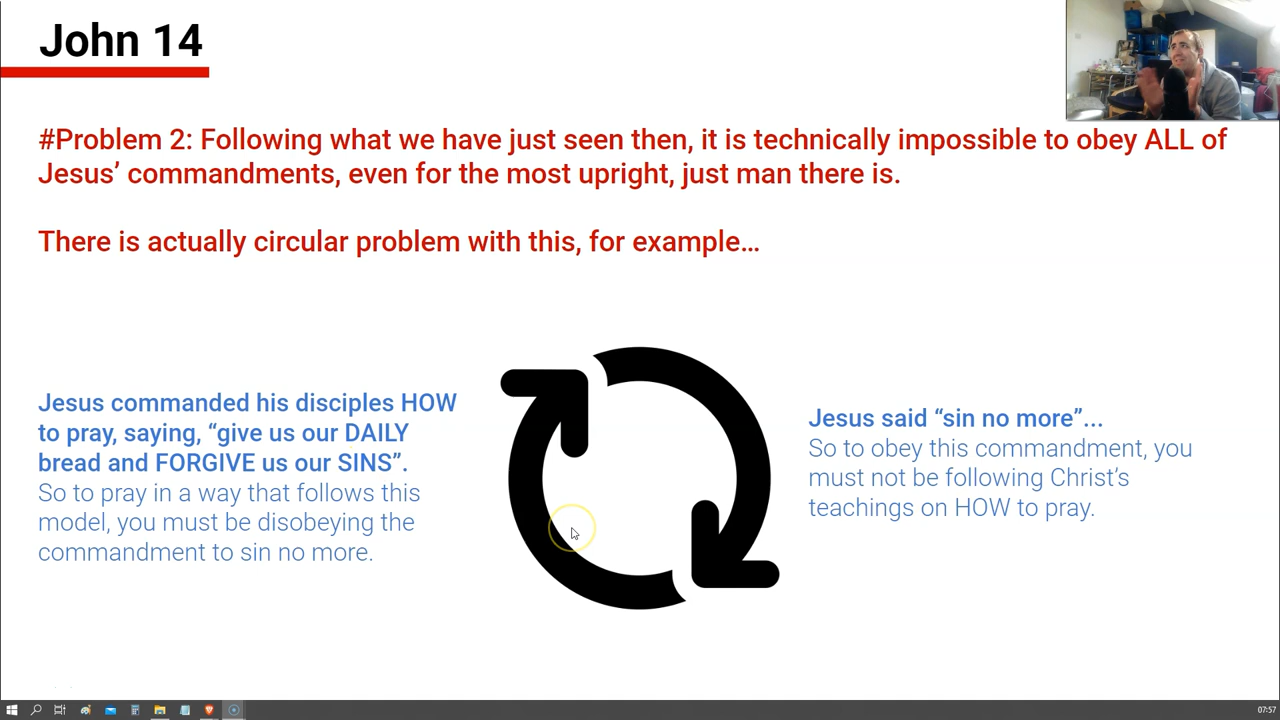 John 14
#Problem 2: Following what we have just seen then, it is technically impossible to obey ALL of
Jesus’ commandments, even for the most upright, just man there is.
There is actually circular problem with this, for example…
Jesus commanded his disciples HOW
to pray, saying, “give us our DAILY
bread and FORGIVE us our SINS”.
So to pray in a way that follows this
model, you must be disobeying the
commandment to sin no more.
Jesus said “sin no more”...
So to obey this commandment, you
must not be following Christ’s
teachings on HOW to pray.
07:57